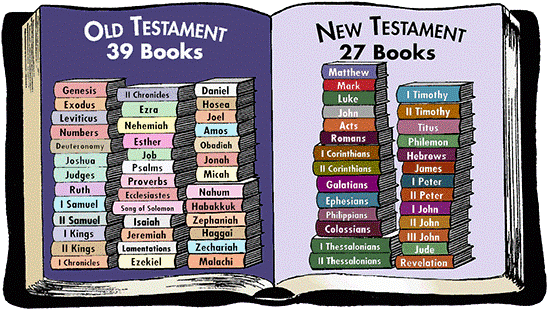 OLD TESTAMENT
39 Books
Genesis
Exodus
Leviticus
Numbers
Deuteronomy
Joshua
Judges
Ruth
I Samuel
II Samuel
I Kings
II Kings
I Chronicles
II Chronicles
Ezra
Nehemiah
Esther
Job
Psalms
Proverbs
Ecclesiastes
Song of Solomon
Isaiah
Jeremiah
Lamentations
Ezekiel
Daniel
Hosea
Joel
Amos
Obadiah
Jonah
Micah
Nahum
Habakkuk
Zephaniah
Haggai
Zechariah
Malachi
NEW TESTAMENT
27 Books
Matthew
Mark
Luke
John
Acts
Romans
I Corinthians
II Corinthians
Galatians
Ephesians
Philippians
Colossians
I Thessalonians
II Thessalonians
I Timothy
II Timothy
Titus
Philemon
Hebrews
James
I Peter
II Peter
I John
II John
III John
Jude
Revelation